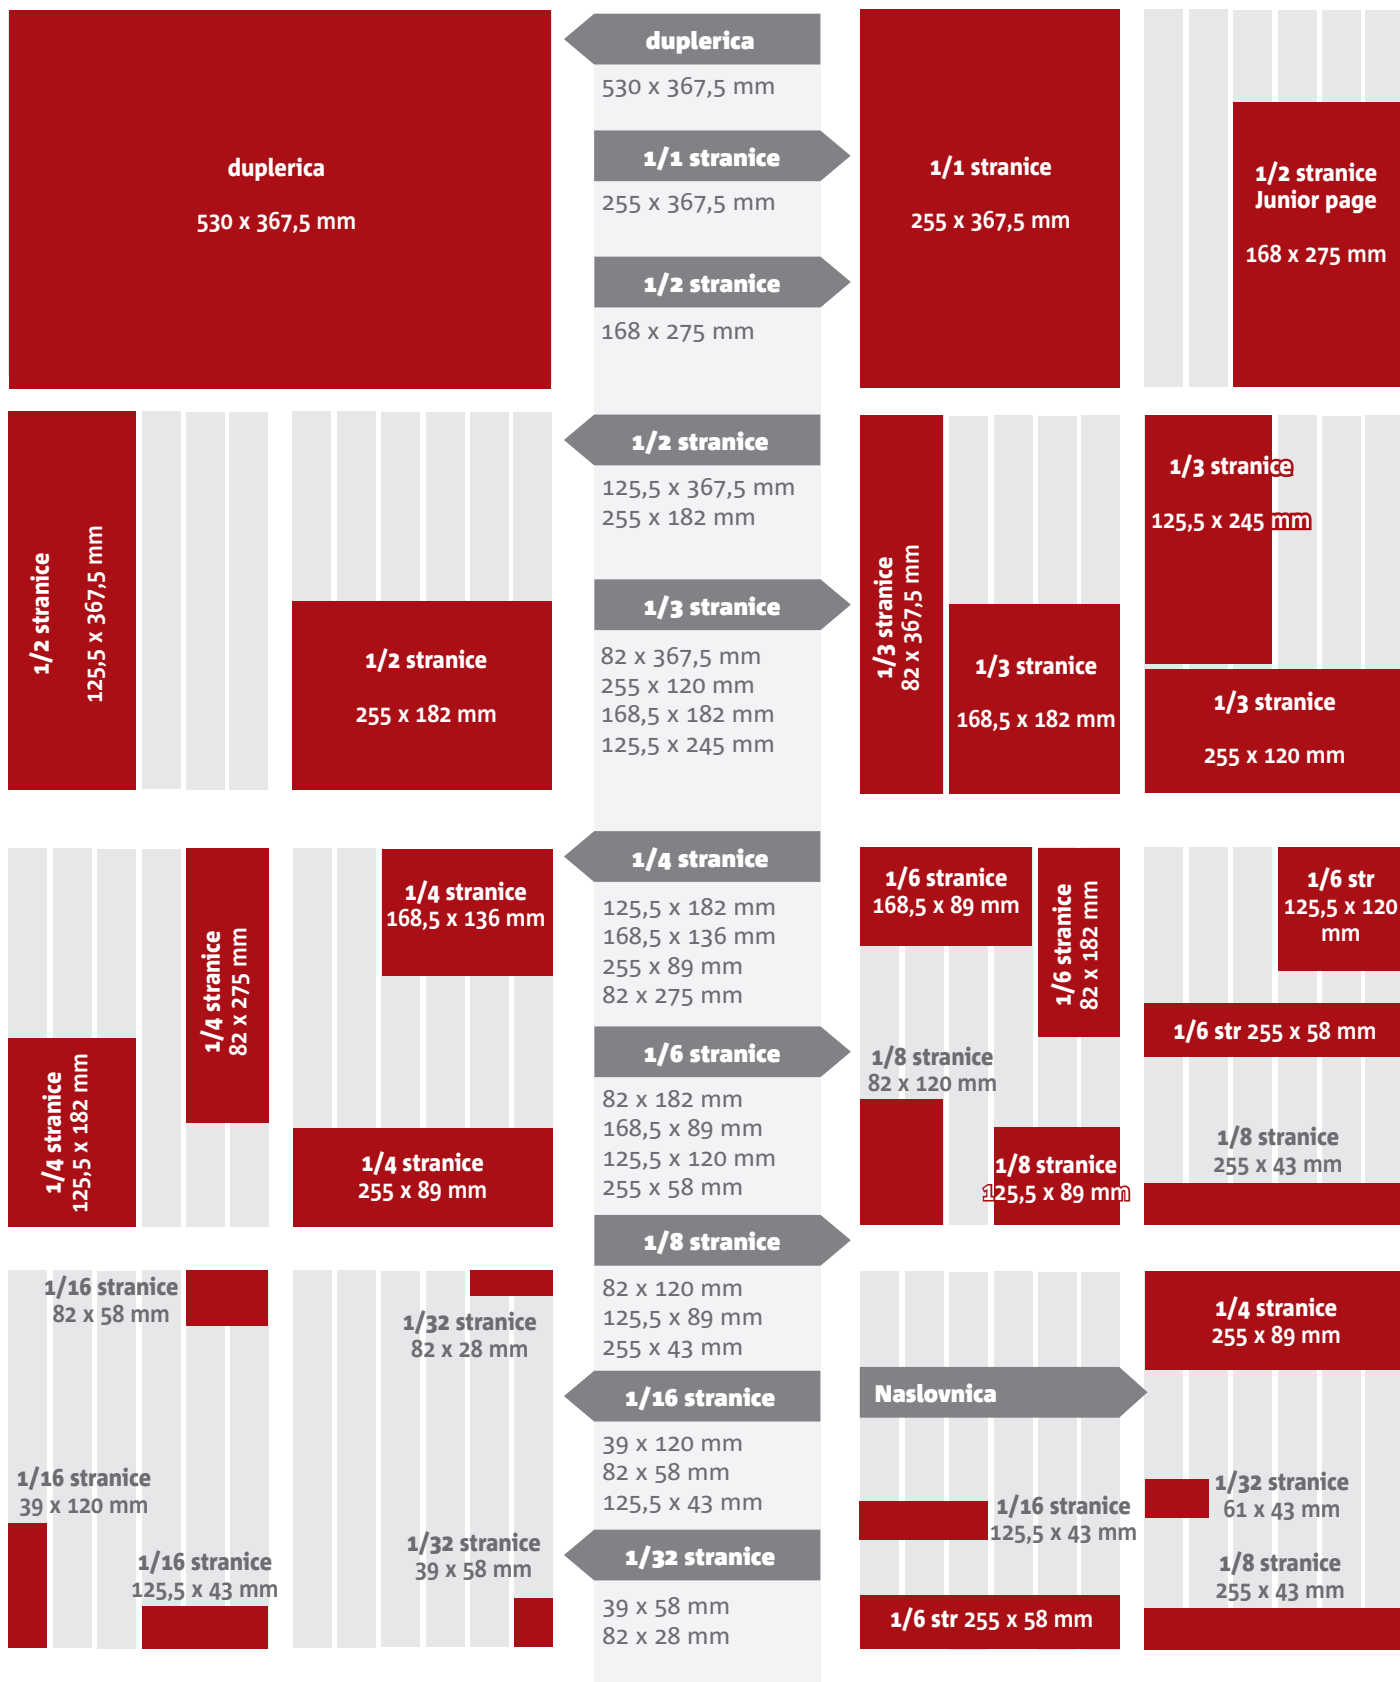 duplerica
530 x 367,5 mm
duplerica
530 x 367,5 mm
1/1 stranice
255 x 367,5 mm
1/2 stranice
168 x 275 mm
1/1 stranice
255 x 367,5 mm
1/2 stranice
Junior page
168 x 275 mm
1/2 stranice
125,5 x 367,5 mm
1/2 stranice
255 x 182 mm
1/2 stranice
125,5 x 367,5 mm
255 x 182 mm
1/3 stranice
82 x 367,5 mm
255 x 120 mm
168,5 x 182 mm
125,5 x 245 mm
1/3 stranice
82 x 367,5 mm
1/3 stranice
168,5 x 182 mm
1/3 stranice
125,5 x 245 mm
1/3 stranice
255 x 120 mm
1/4 stranice
125,5 x 182 mm
1/4 stranice
82 x 275 mm
1/4 stranice
168,5 x 136 mm
1/4 stranice
255 x 89 mm
1/4 stranice
125,5 x 182 mm
168,5 x 136 mm
255 x 89 mm
82 x 275 mm
1/6 stranice
82 x 182 mm
168,5 x 89 mm
125,5 x 120 mm
255 x 58 mm
1/8 stranice
82 x 120 mm
125,5 x 89 mm
255 x 43 mm
1/6 stranice
168,5 x 89 mm
1/6 stranice
82 x 182 mm
1/8 stranice
82 x 120 mm
1/8 stranice
125,5 x 89 mm
1/6 str
125,5 x 120
mm
1/6 str 255 x 58 mm
1/8 stranice
255 x 43 mm
1/16 stranice
82 x 58 mm
1/16 stranice
39 x 120 mm
1/16 stranice
125,5 x 43 mm
1/32 stranice
82 x 28 mm
1/32 stranice
39 x 58 mm
1/16 stranice
39 x 120 mm
82 x 58 mm
125,5 x 43 mm
1/32 stranice
39 x 58 mm
82 x 28 mm
Naslovnica
1/16 stranice
125,5 x 43 mm
1/6 str 255 x 58 mm
1/4 stranice
255 x 89 mm
1/32 stranice
61 x 43 mm
1/8 stranice
255 x 43 mm